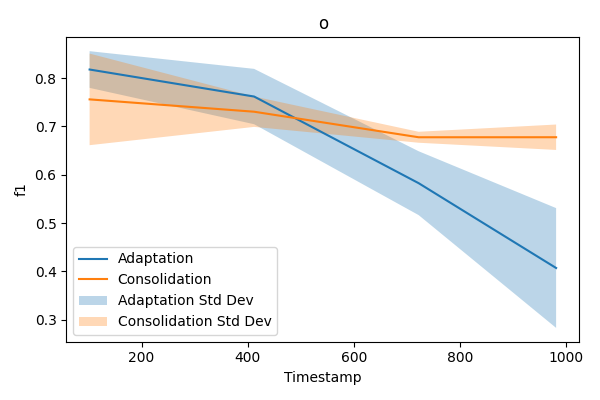 o
f1
0.8
0.7
0.6
0.5
0.4
0.3
Adaptation
Consolidation
Adaptation Std Dev
Consolidation Std Dev
200 400 600 800 1000
Timestamp